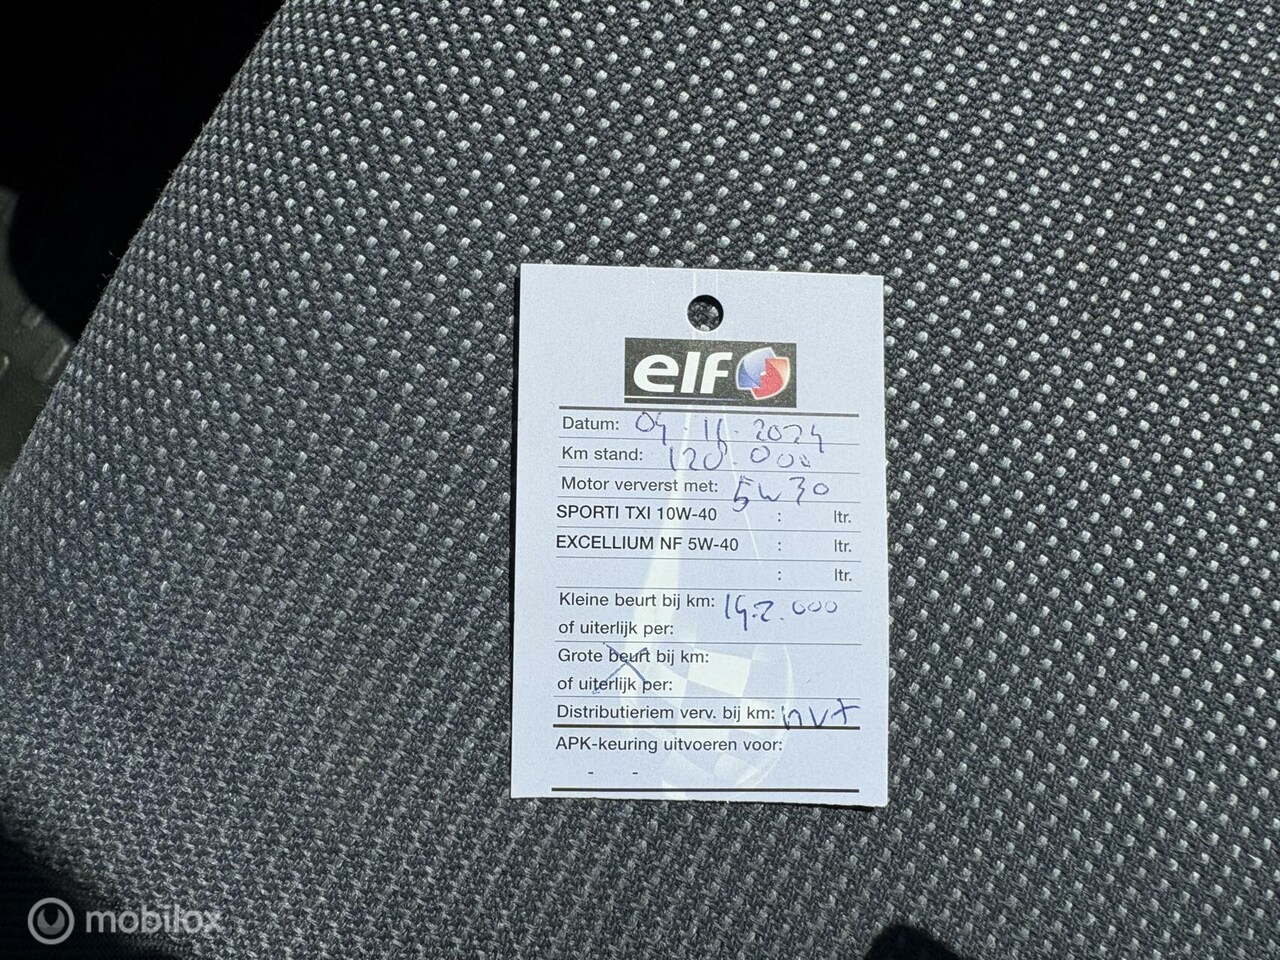 elf
Datum: 04-11-2024
Km stand: 120.000
Motor ververst met: 5w30
SPORTI TXI 10W-40 : ltr.
EXCELLIUM NF 5W-40 : ltr.
: ltr.
Kleine beurt bij km:
of uiterlijk per:
Grote beurt bij km:
of uiterlijk per:
Distributieriem verv. bij km: nvt
APK-keuring uitvoeren voor:
- -
mobilox